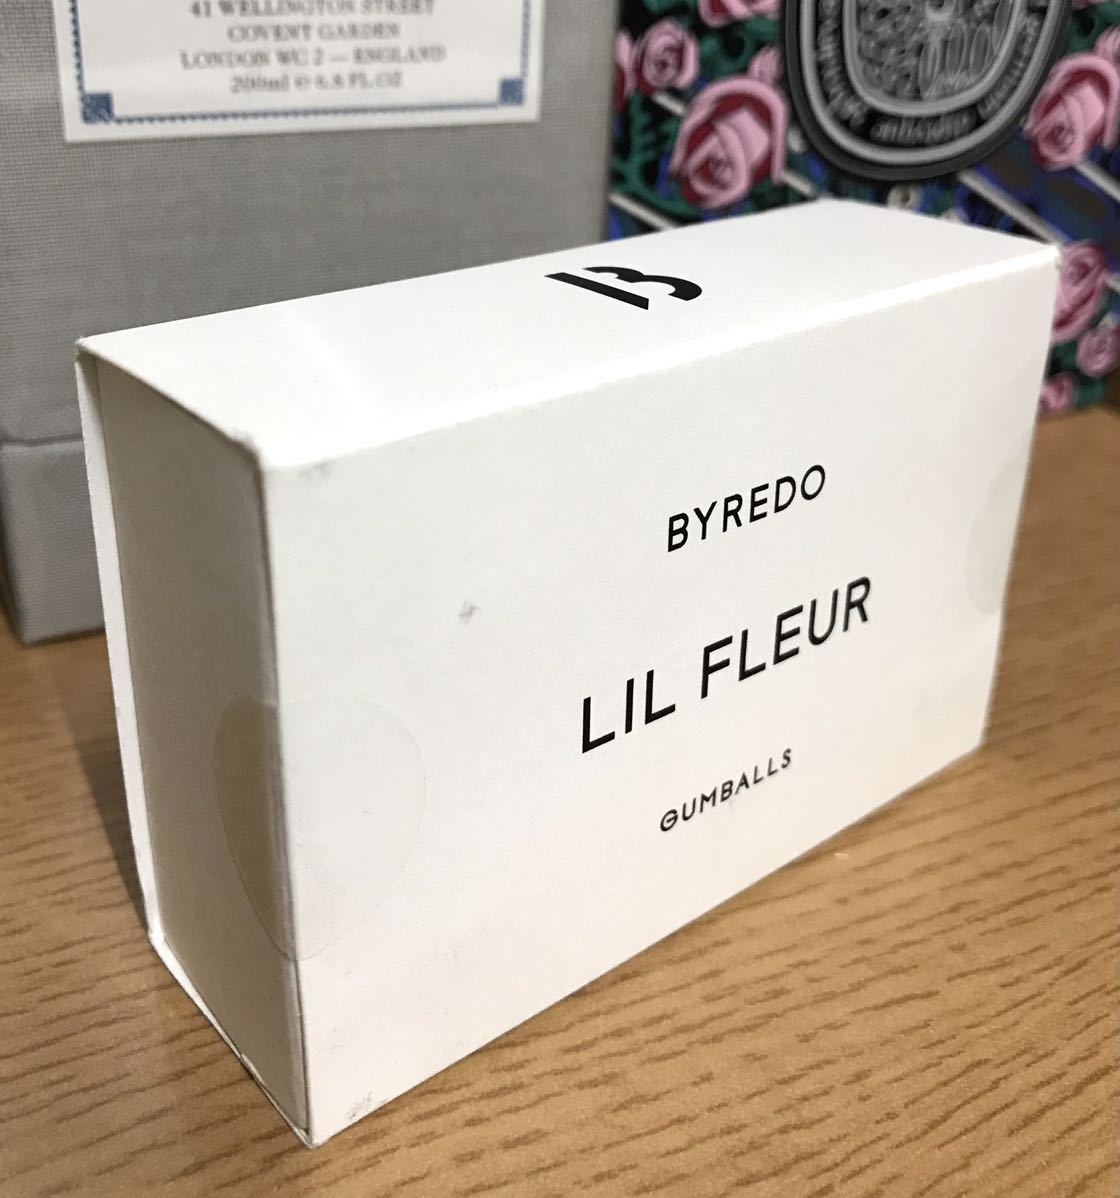 41 WELLINGTON STREET
COVENT GARDEN
LONDON WC 2 — ENGLAND
200ml e 6.8 FL.OZ
B
BYREDO
LIL FLEUR
GUMBALLS